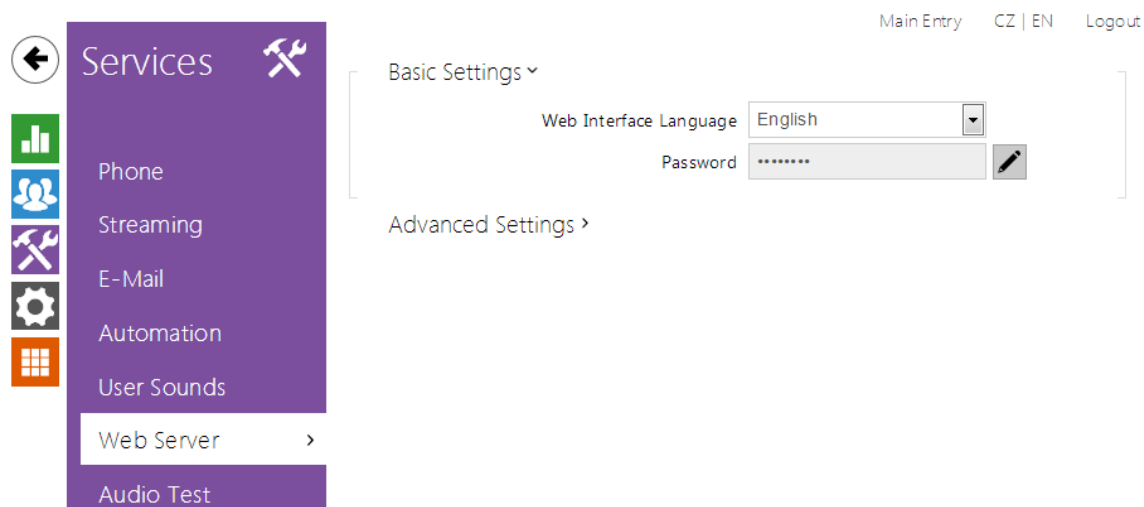 Main Entry CZ | EN Logout
Services
Basic Settings
Web Interface Language English
Password ••••••••
Phone
Streaming
E-Mail
Automation
User Sounds
Web Server
Audio Test
Advanced Settings